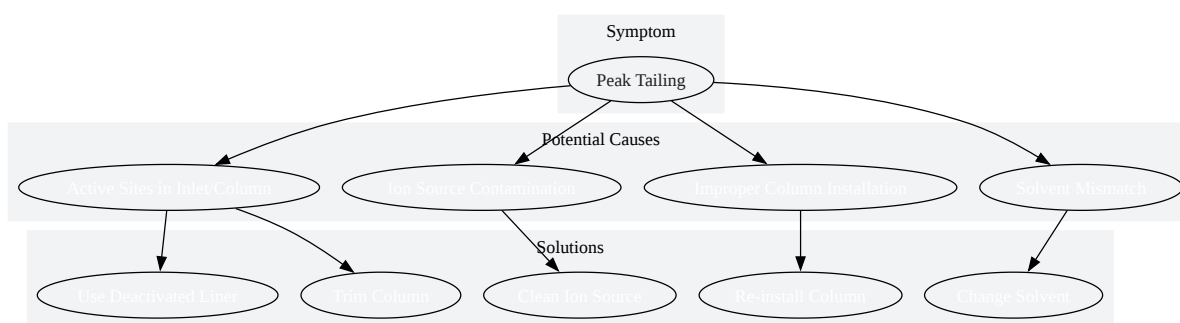 Symptom
Peak Tailing
Potential Causes
Active Sites in Inlet/Column
Ion Source Contamination
Improper Column Installation
Solvent Mismatch
Solutions
Use Deactivated Liner
Trim Column
Clean Ion Source
Re-install Column
Change Solvent